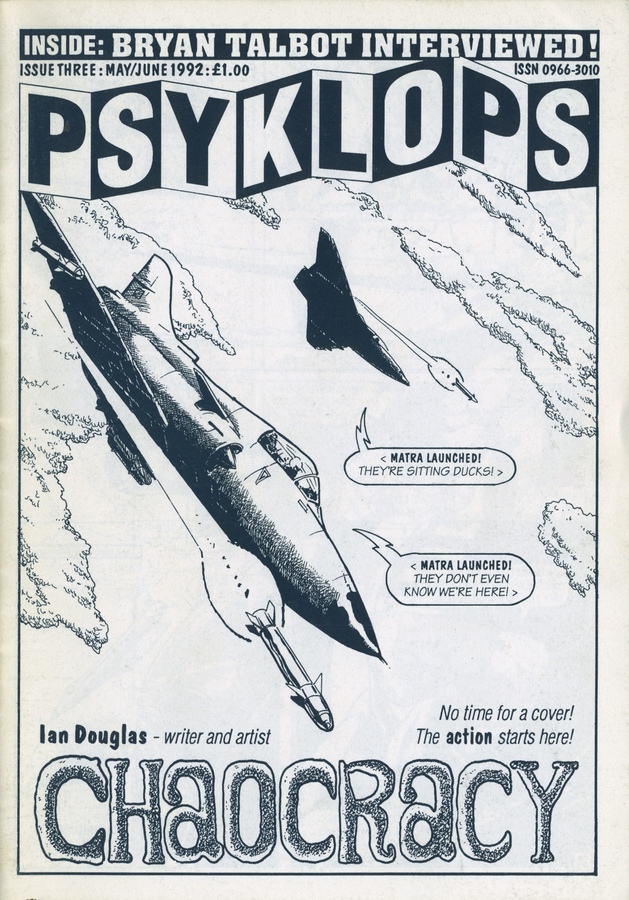 INSIDE: BRYAN TALBOT INTERVIEWED!
ISSUE THREE: MAY/JUNE 1992: £1.00
ISSN 0966-3010
PSYKLOPS
< MATRA LAUNCHED!
THEY'RE SITTING DUCKS! >
< MATRA LAUNCHED!
THEY DON'T EVEN
KNOW WE'RE HERE! >
No time for a cover!
The action starts here!
Ian Douglas - writer and artist
CHaOCRaCY